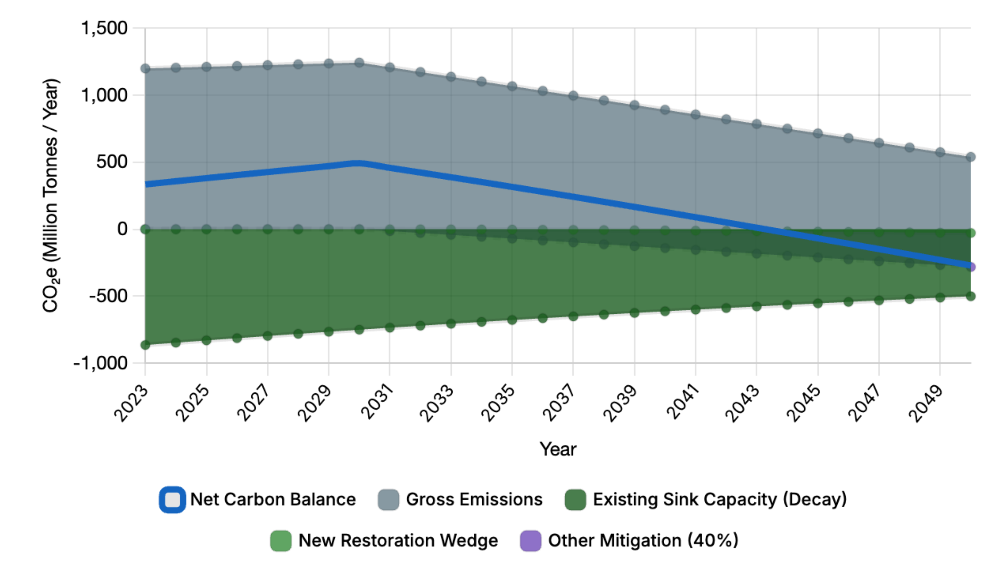 1,500
1,000
500
0
-500
-1,000
CO₂e (Million Tonnes / Year)
2023
2025
2027
2029
2031
2033
2035
2037
2039
2041
2043
2045
2047
2049
Year
Net Carbon Balance
Gross Emissions
Existing Sink Capacity (Decay)
New Restoration Wedge
Other Mitigation (40%)